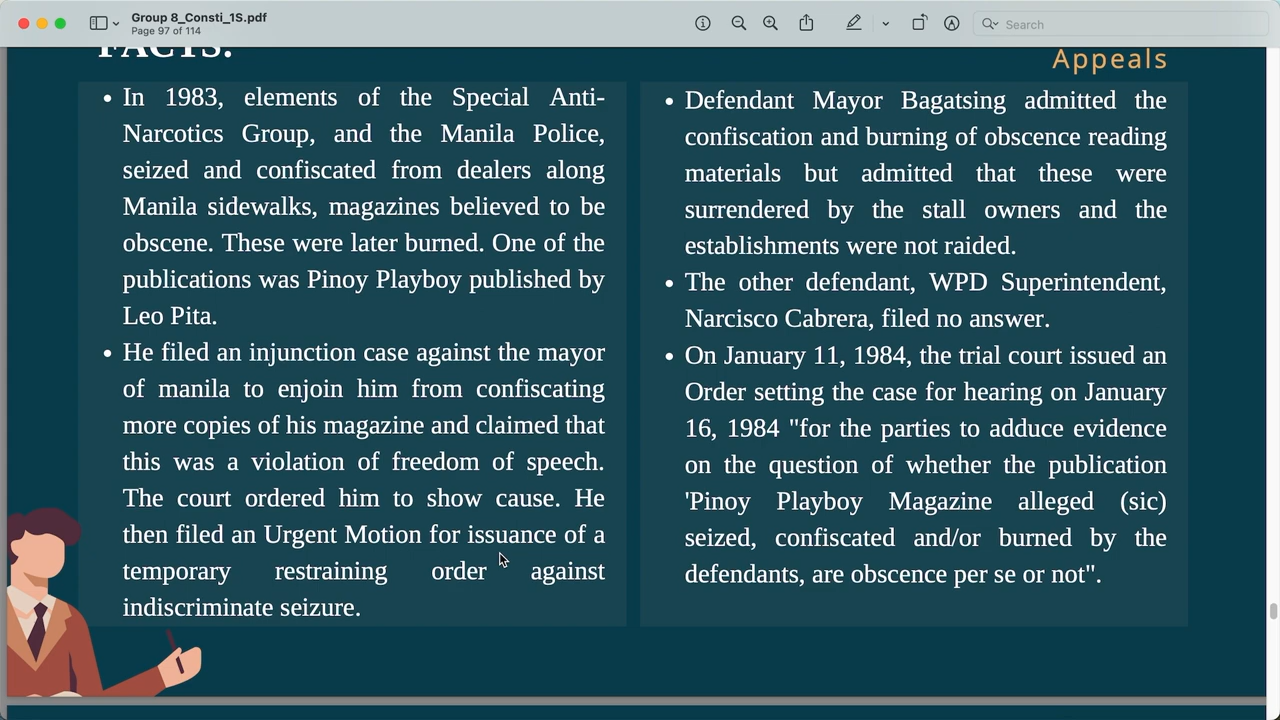 Group 8_Consti_1S.pdf
Page 97 of 114
Search
FACTS:
Appeals
• In 1983, elements of the Special Anti-
Narcotics Group, and the Manila Police,
seized and confiscated from dealers along
Manila sidewalks, magazines believed to be
obscene. These were later burned. One of the
publications was Pinoy Playboy published by
Leo Pita.
• He filed an injunction case against the mayor
of manila to enjoin him from confiscating
more copies of his magazine and claimed that
this was a violation of freedom of speech.
The court ordered him to show cause. He
then filed an Urgent Motion for issuance of a
temporary restraining order against
indiscriminate seizure.
• Defendant Mayor Bagatsing admitted the
confiscation and burning of obscence reading
materials but admitted that these were
surrendered by the stall owners and the
establishments were not raided.
• The other defendant, WPD Superintendent,
Narcisco Cabrera, filed no answer.
• On January 11, 1984, the trial court issued an
Order setting the case for hearing on January
16, 1984 "for the parties to adduce evidence
on the question of whether the publication
'Pinoy Playboy Magazine alleged (sic)
seized, confiscated and/or burned by the
defendants, are obscence per se or not".